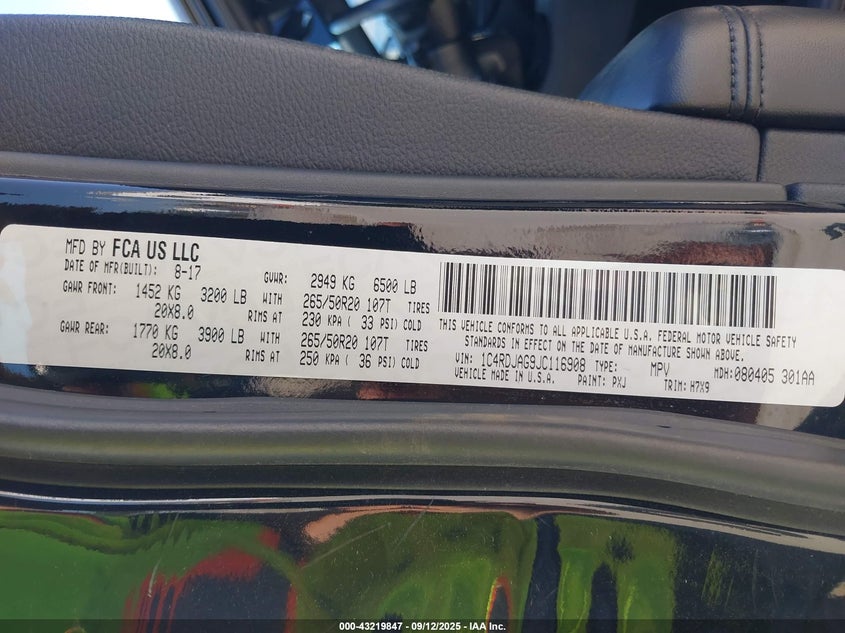 MFD BY FCA US LLC
DATE OF MFR(BUILT): 8-17 GVWR: 2949 KG 6500 LB
GAWR FRONT: 1452 KG 3200 LB WITH 265/50R20 107T TIRES
20X8.0 RIMS AT 230 KPA ( 33 PSI) COLD
GAWR REAR: 1770 KG 3900 LB WITH 265/50R20 107T TIRES
20X8.0 RIMS AT 250 KPA ( 36 PSI) COLD
THIS VEHICLE CONFORMS TO ALL APPLICABLE U.S.A. FEDERAL MOTOR VEHICLE SAFETY
STANDARDS IN EFFECT ON THE DATE OF MANUFACTURE SHOWN ABOVE.
VIN: 1C4RDJAG9JC116908 TYPE: MPV MDH: 080405 301AA
VEHICLE MADE IN U.S.A. PAINT: PXJ TRIM: H7X9
000-43219847 - 09/12/2025 - IAA Inc.